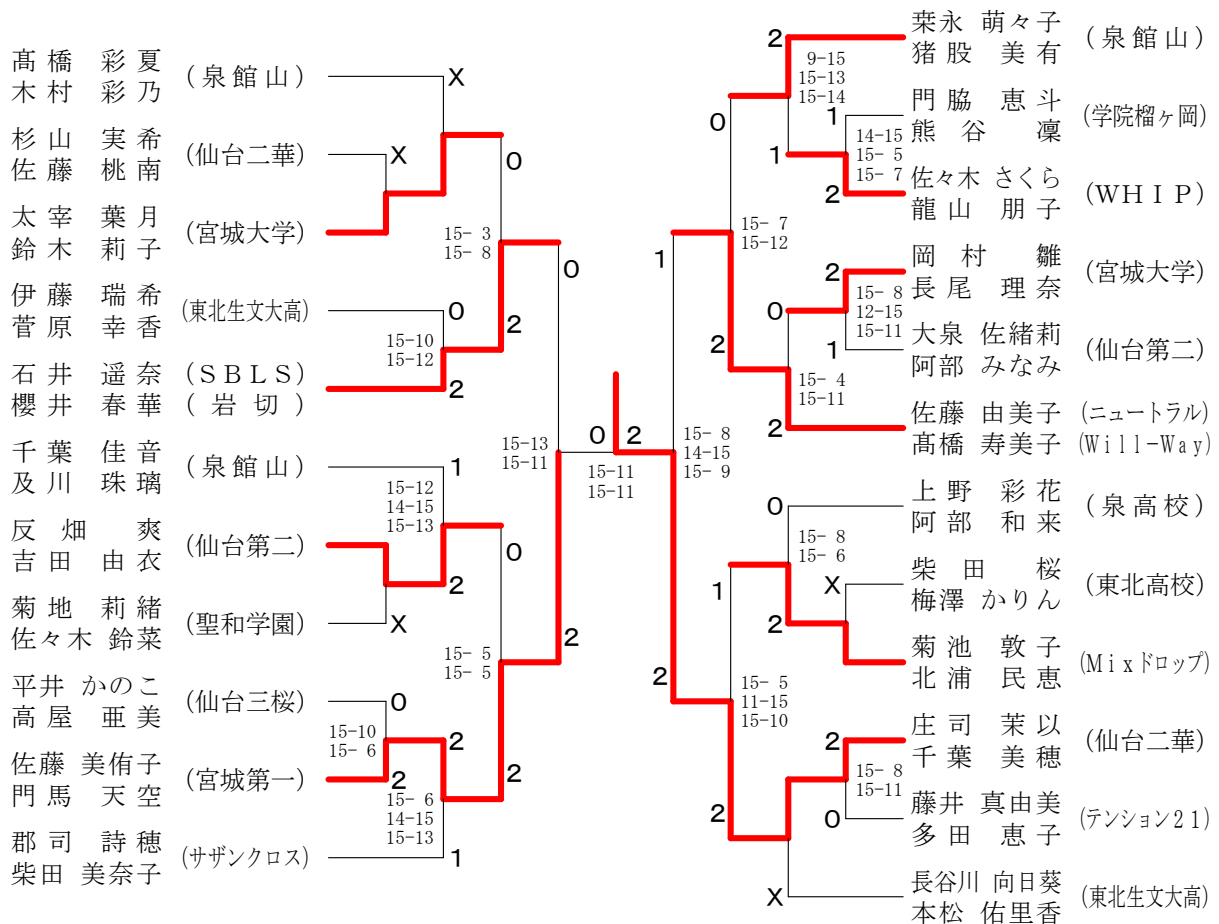 髙橋 彩夏
木村 彩乃
(泉館山)
X
杉山 実希
佐藤 桃南
(仙台二華)
X
太宰 葉月
鈴木 莉子
(宮城大学)
0
15- 3
15- 8
伊藤 瑞希
菅原 幸香
(東北生文大高)
0
15-10
15-12
2
石井 遥奈 (SBLS)
櫻井 春華 (岩切)
2
0
千葉 佳音
及川 珠璃
(泉館山)
1
15-12
14-15
15-13
反畑 爽
吉田 由衣
(仙台第二)
2
0
菊地 莉緒
佐々木 鈴菜
(聖和学園)
X
15- 5
15- 5
2
平井 かのこ
高屋 亜美
(仙台三桜)
0
15-10
15- 6
2
2
佐藤 美侑子
門馬 天空
(宮城第一)
2
15- 6
14-15
15-13
郡司 詩穂
柴田 美奈子
(サザンクロス)
1
15-13
15-11
0
2
15-11
15-11
2
桒永 萌々子
猪股 美有
(泉館山)
9-15
15-13
15-14
0
門脇 恵斗
熊谷 凜
(学院榴ヶ岡)
1
14-15
15- 5
15- 7
1
2
佐々木 さくら
龍山 朋子
(WHIP)
15- 7
15-12
1
岡村 雛
長尾 理奈
(宮城大学)
2
15- 8
12-15
15-11
0
大泉 佐緒莉
阿部 みなみ
(仙台第二)
1
2
15- 4
15-11
佐藤 由美子 (ニュートラル)
髙橋 寿美子 (Will-Way)
2
15- 8
14-15
15- 9
上野 彩花
阿部 和来
(泉高校)
0
15- 8
15- 6
柴田 桜
梅澤 かりん
(東北高校)
X
1
2
菊池 敦子
北浦 民恵
(Mixドロップ)
2
15- 5
11-15
15-10
庄司 茉以
千葉 美穂
(仙台二華)
2
15- 8
15-11
藤井 真由美
多田 恵子
(テンション21)
0
2
長谷川 向日葵
本松 佑里香
(東北生文大高)
X